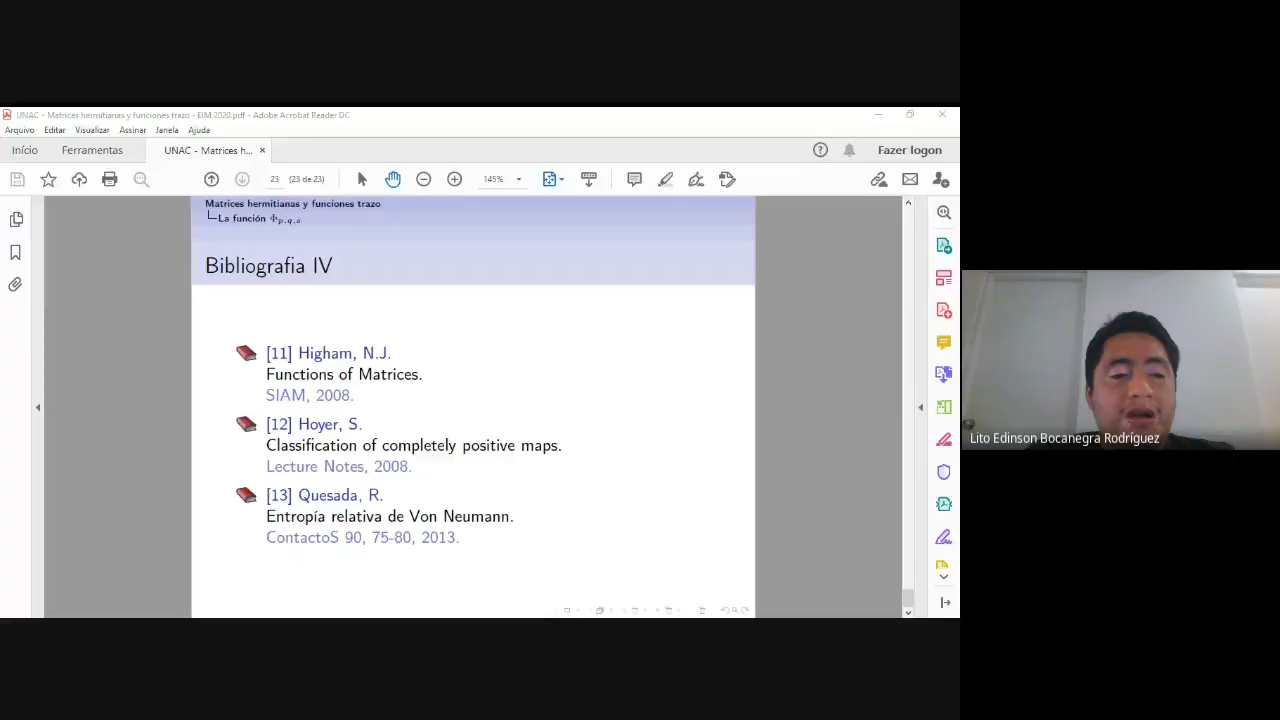 UNAC - Matrices hermitianas y funciones trazo - EIM 2020.pdf - Adobe Acrobat Reader DC
Arquivo Editar Visualizar Assinar Janela Ajuda
Início Ferramentas UNAC - Matrices h... × Fazer logon
23 (23 de 23) 145%
Matrices hermitianas y funciones trazo
La función Φp,q,s
Bibliografia IV
[11] Higham, N.J.
Functions of Matrices.
SIAM, 2008.
[12] Hoyer, S.
Classification of completely positive maps.
Lecture Notes, 2008.
[13] Quesada, R.
Entropía relativa de Von Neumann.
ContactoS 90, 75-80, 2013.
Lito Edinson Bocanegra Rodríguez